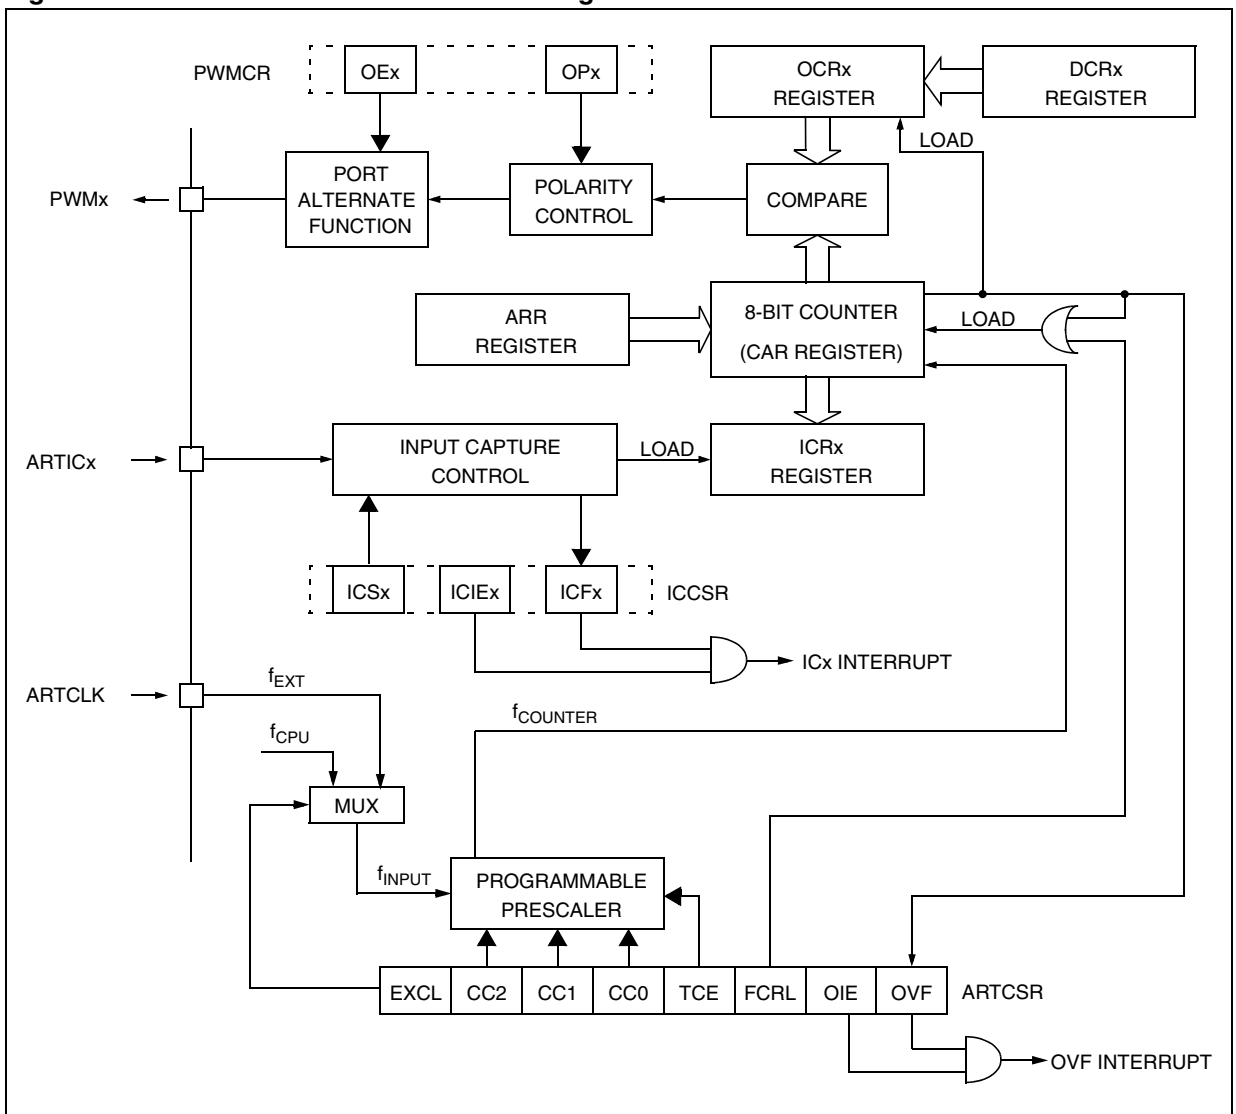 PWMCR
OEx
OPx
OCRx
REGISTER
DCRx
REGISTER
LOAD
PWMx
PORT
ALTERNATE
FUNCTION
POLARITY
CONTROL
COMPARE
ARR
REGISTER
8-BIT COUNTER
(CAR REGISTER)
LOAD
ARTICx
INPUT CAPTURE
CONTROL
LOAD
ICRx
REGISTER
ICSx
ICIEx
ICFx
ICCSR
ICx INTERRUPT
ARTCLK
fEXT
fCPU
fCOUNTER
MUX
fINPUT
PROGRAMMABLE
PRESCALER
EXCL
CC2
CC1
CC0
TCE
FCRL
OIE
OVF
ARTCSR
OVF INTERRUPT